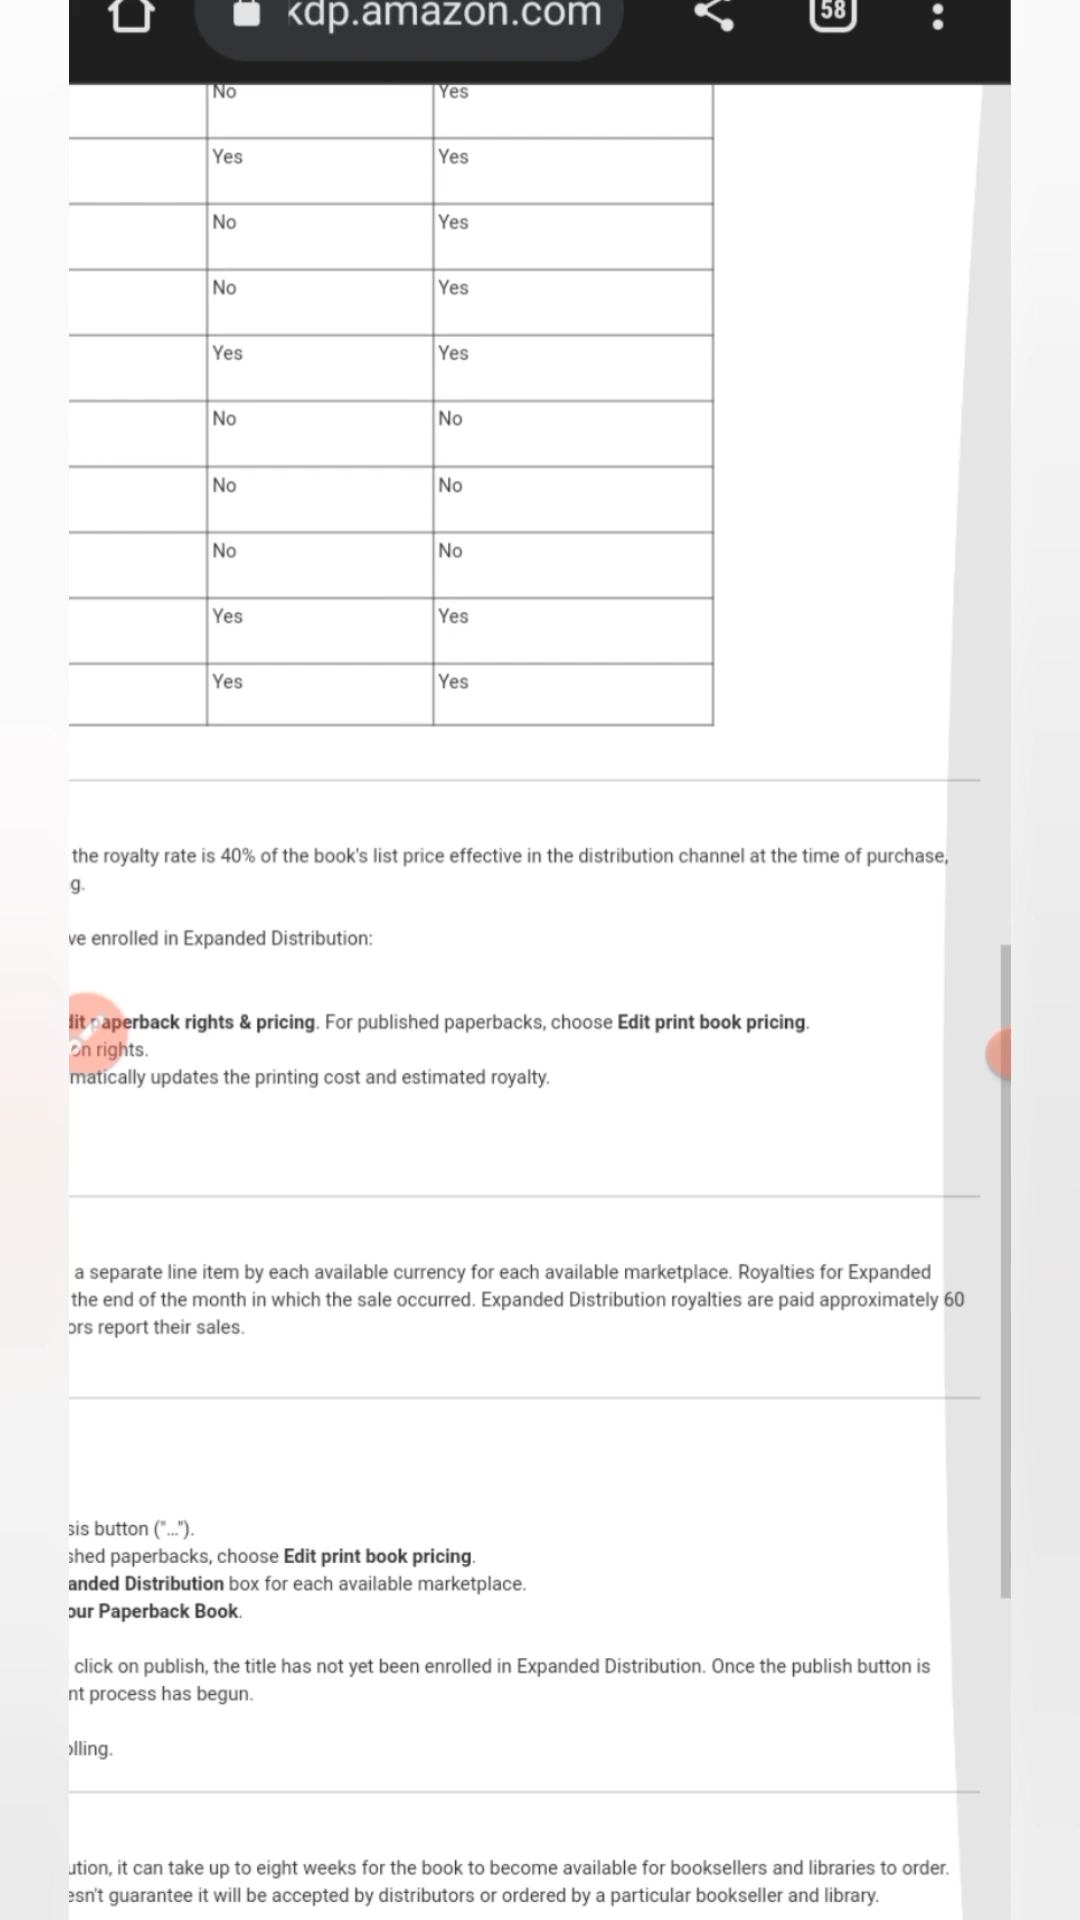 kdp.amazon.com
58
No Yes
Yes Yes
No Yes
No Yes
Yes Yes
No No
No No
No No
Yes Yes
Yes Yes
the royalty rate is 40% of the book's list price effective in the distribution channel at the time of purchase,
g.
ve enrolled in Expanded Distribution:
dit paperback rights & pricing. For published paperbacks, choose Edit print book pricing.
on rights.
matically updates the printing cost and estimated royalty.
a separate line item by each available currency for each available marketplace. Royalties for Expanded
the end of the month in which the sale occurred. Expanded Distribution royalties are paid approximately 60
ors report their sales.
sis button ("...").
shed paperbacks, choose Edit print book pricing.
anded Distribution box for each available marketplace.
our Paperback Book.
click on publish, the title has not yet been enrolled in Expanded Distribution. Once the publish button is
nt process has begun.
olling.
ution, it can take up to eight weeks for the book to become available for booksellers and libraries to order.
esn't guarantee it will be accepted by distributors or ordered by a particular bookseller and library.